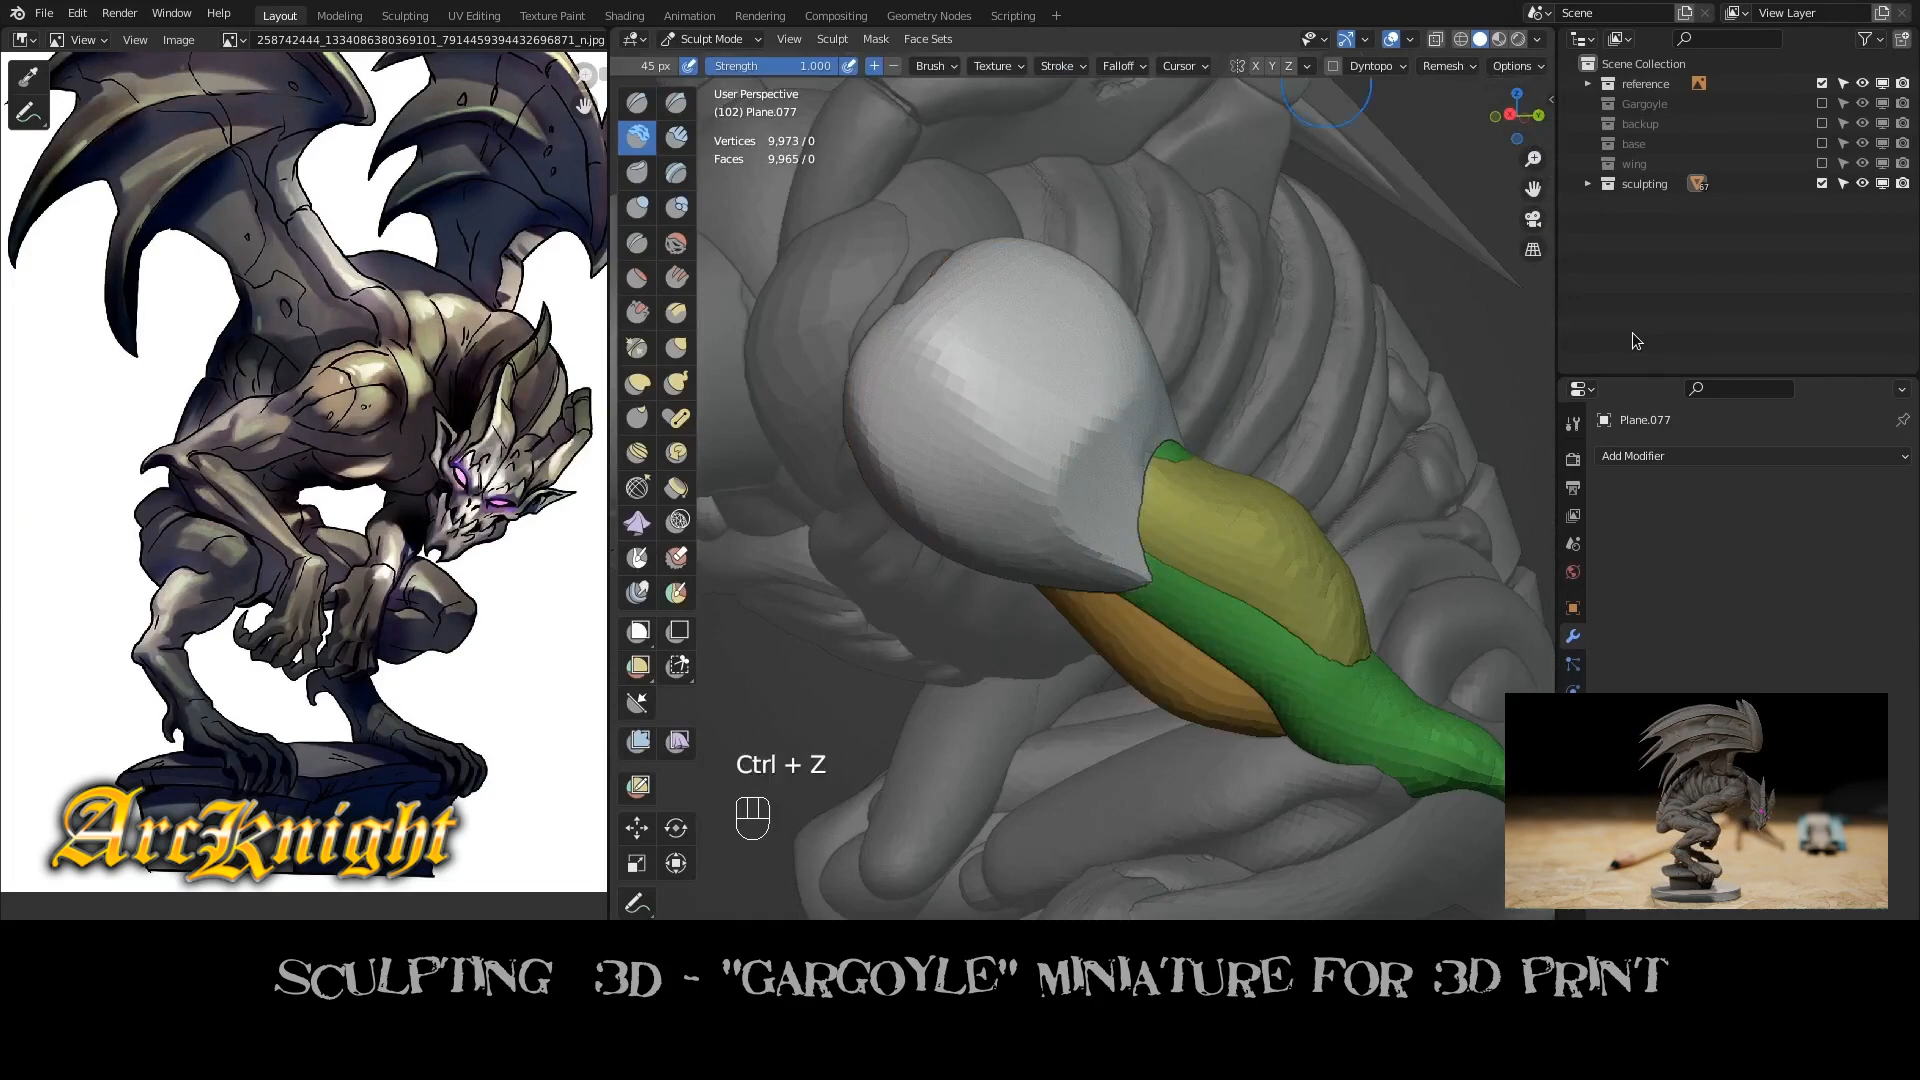 File Edit Render Window Help
Layout Modeling Sculpting UV Editing Texture Paint Shading Animation Rendering Compositing Geometry Nodes Scripting +
Scene View Layer
View View Image 258742444_1334086380369101_7914459394432696871_n.jpg
Sculpt Mode View Sculpt Mask Face Sets
45 px Strength 1.000 + − Brush Texture Stroke Falloff Cursor X Y Z Dyntopo Remesh Options
User Perspective
(102) Plane.077
Vertices 9,973 / 0
Faces 9,965 / 0
Z
Y
X
Scene Collection
reference
Gargoyle
backup
base
wing
sculpting 67
Plane.077
Add Modifier
Ctrl + Z
ArcKnight
SCULPTING 3D - "GARGOYLE" MINIATURE FOR 3D PRINT